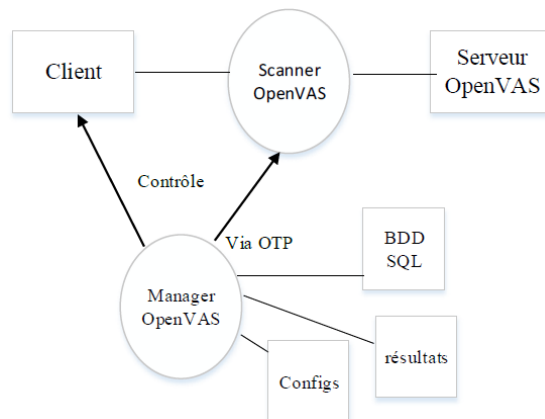 Client
Scanner
OpenVAS
Serveur
OpenVAS
Contrôle
Via OTP
BDD
SQL
Manager
OpenVAS
résultats
Configs